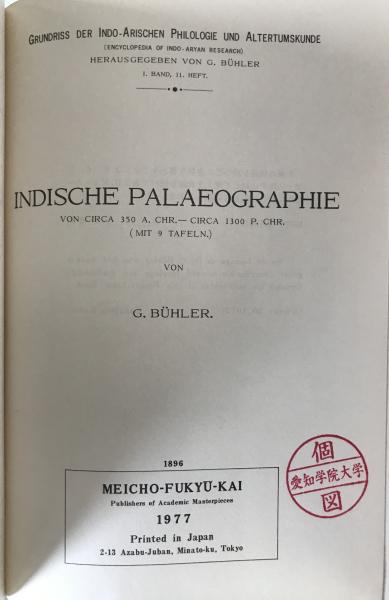 GRUNDRISS DER INDO-ARISCHEN PHILOLOGIE UND ALTERTUMSKUNDE
(ENCYCLOPEDIA OF INDO-ARYAN RESEARCH)
HERAUSGEGEBEN VON G. BÜHLER
I. BAND, 11. HEFT.
INDISCHE PALAEOGRAPHIE
VON CIRCA 350 A. CHR.— CIRCA 1300 P. CHR.
(MIT 9 TAFELN.)
VON
G. BÜHLER.
1896
MEICHO-FUKYŪ-KAI
Publishers of Academic Masterpieces
1977
Printed in Japan
2-13 Azabu-Juban, Minato-ku, Tokyo
個
愛知学院大学
図